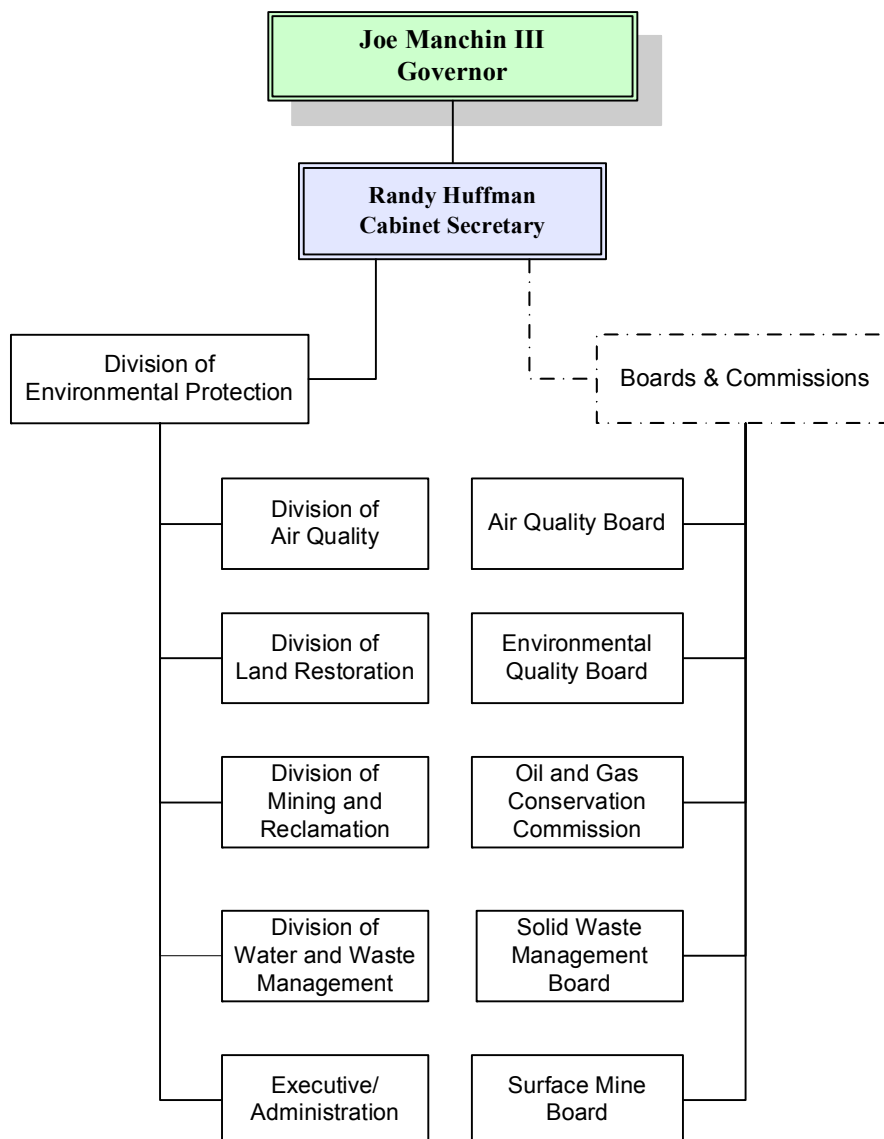 Joe Manchin III
Governor
Randy Huffman
Cabinet Secretary
Division of
Environmental Protection
Boards & Commissions
Division of
Air Quality
Air Quality Board
Division of
Land Restoration
Environmental
Quality Board
Division of
Mining and
Reclamation
Oil and Gas
Conservation
Commission
Division of
Water and Waste
Management
Solid Waste
Management
Board
Executive/
Administration
Surface Mine
Board